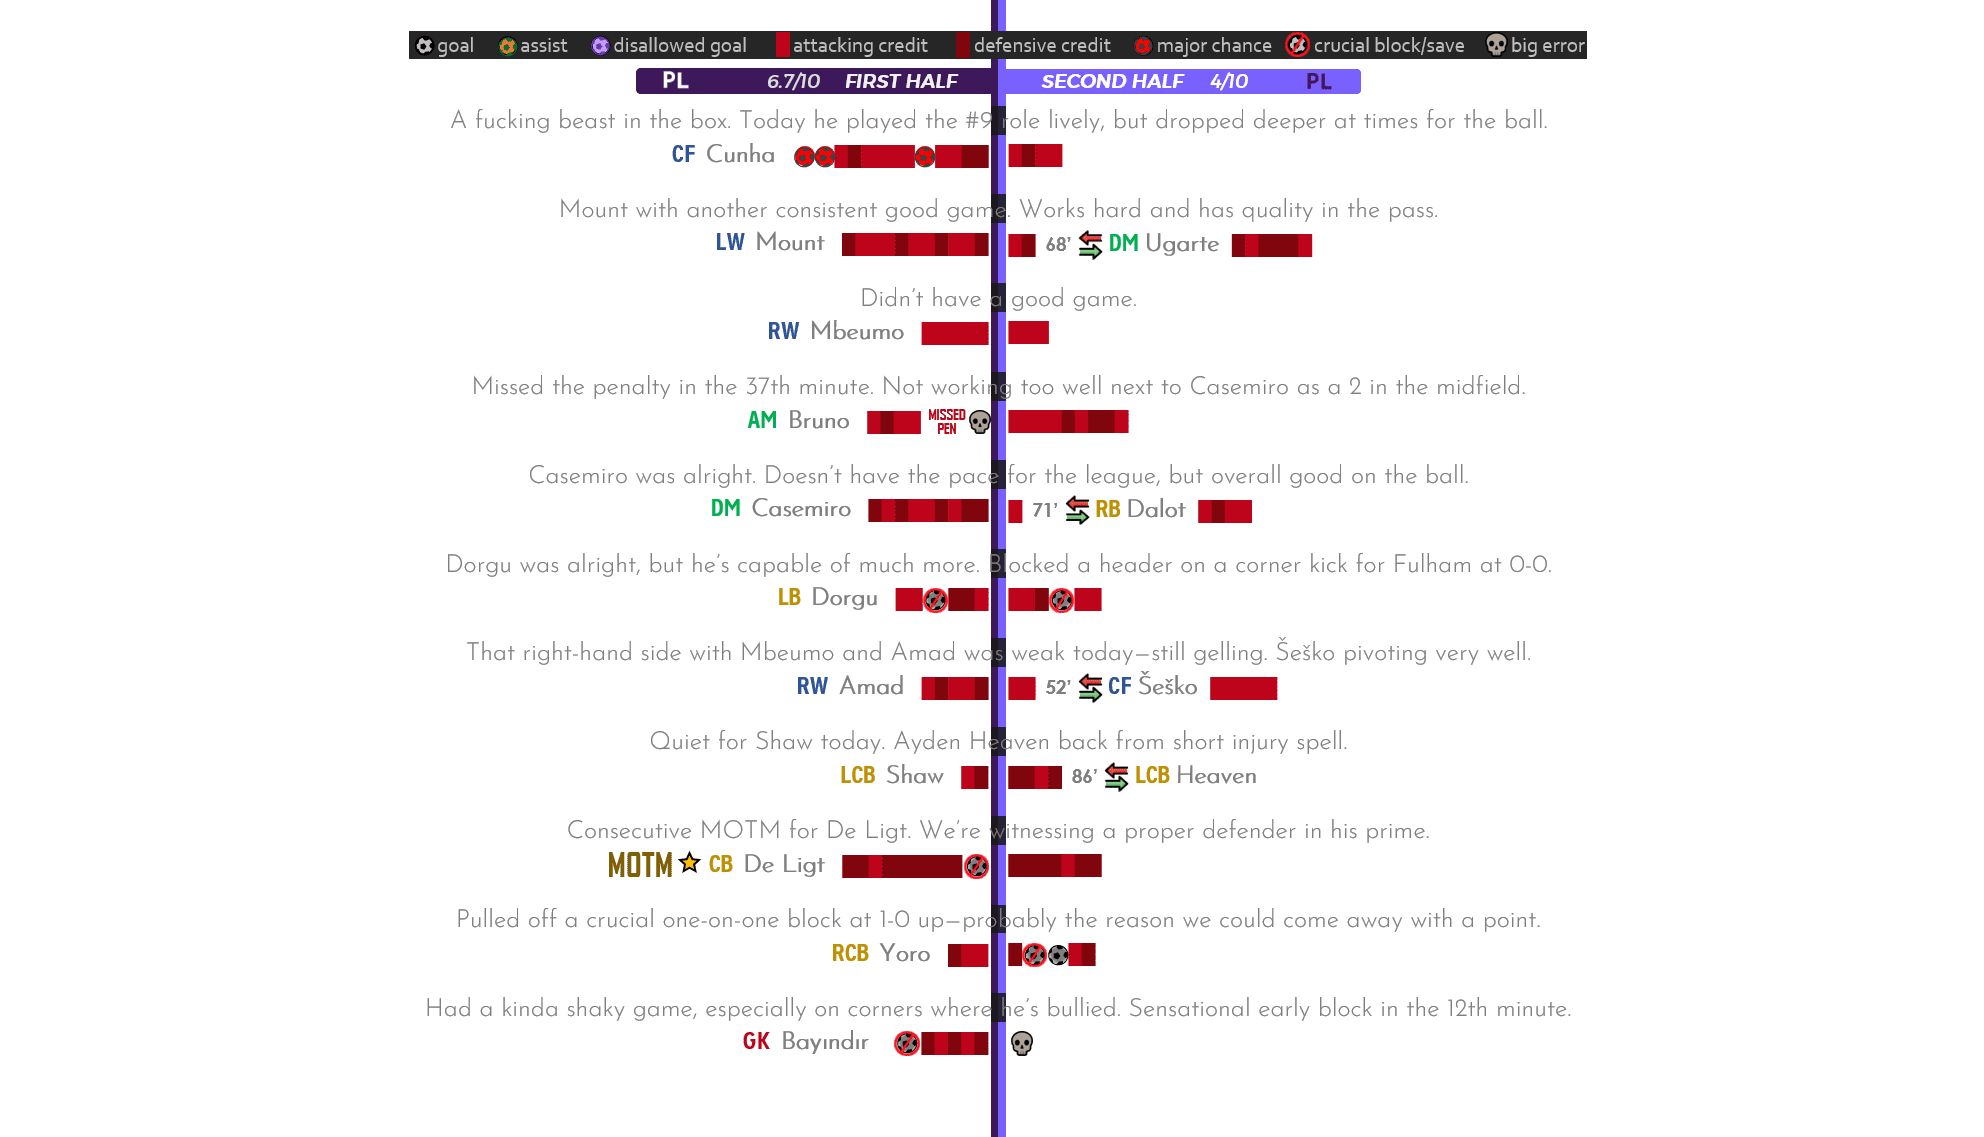 goal assist disallowed goal attacking credit defensive credit major chance crucial block/save big error
PL 6.7/10 FIRST HALF SECOND HALF 4/10 PL
A fucking beast in the box. Today he played the #9 role lively, but dropped deeper at times for the ball.
CF Cunha
Mount with another consistent good game. Works hard and has quality in the pass.
LW Mount 68’ DM Ugarte
Didn’t have a good game.
RW Mbeumo
Missed the penalty in the 37th minute. Not working too well next to Casemiro as a 2 in the midfield.
AM Bruno MISSED PEN
Casemiro was alright. Doesn’t have the pace for the league, but overall good on the ball.
DM Casemiro 71’ RB Dalot
Dorgu was alright, but he’s capable of much more. Blocked a header on a corner kick for Fulham at 0-0.
LB Dorgu
That right-hand side with Mbeumo and Amad was weak today–still gelling. Šeško pivoting very well.
RW Amad 52’ CF Šeško
Quiet for Shaw today. Ayden Heaven back from short injury spell.
LCB Shaw 86’ LCB Heaven
Consecutive MOTM for De Ligt. We’re witnessing a proper defender in his prime.
MOTM CB De Ligt
Pulled off a crucial one-on-one block at 1-0 up–probably the reason we could come away with a point.
RCB Yoro
Had a kinda shaky game, especially on corners where he’s bullied. Sensational early block in the 12th minute.
GK Bayındır